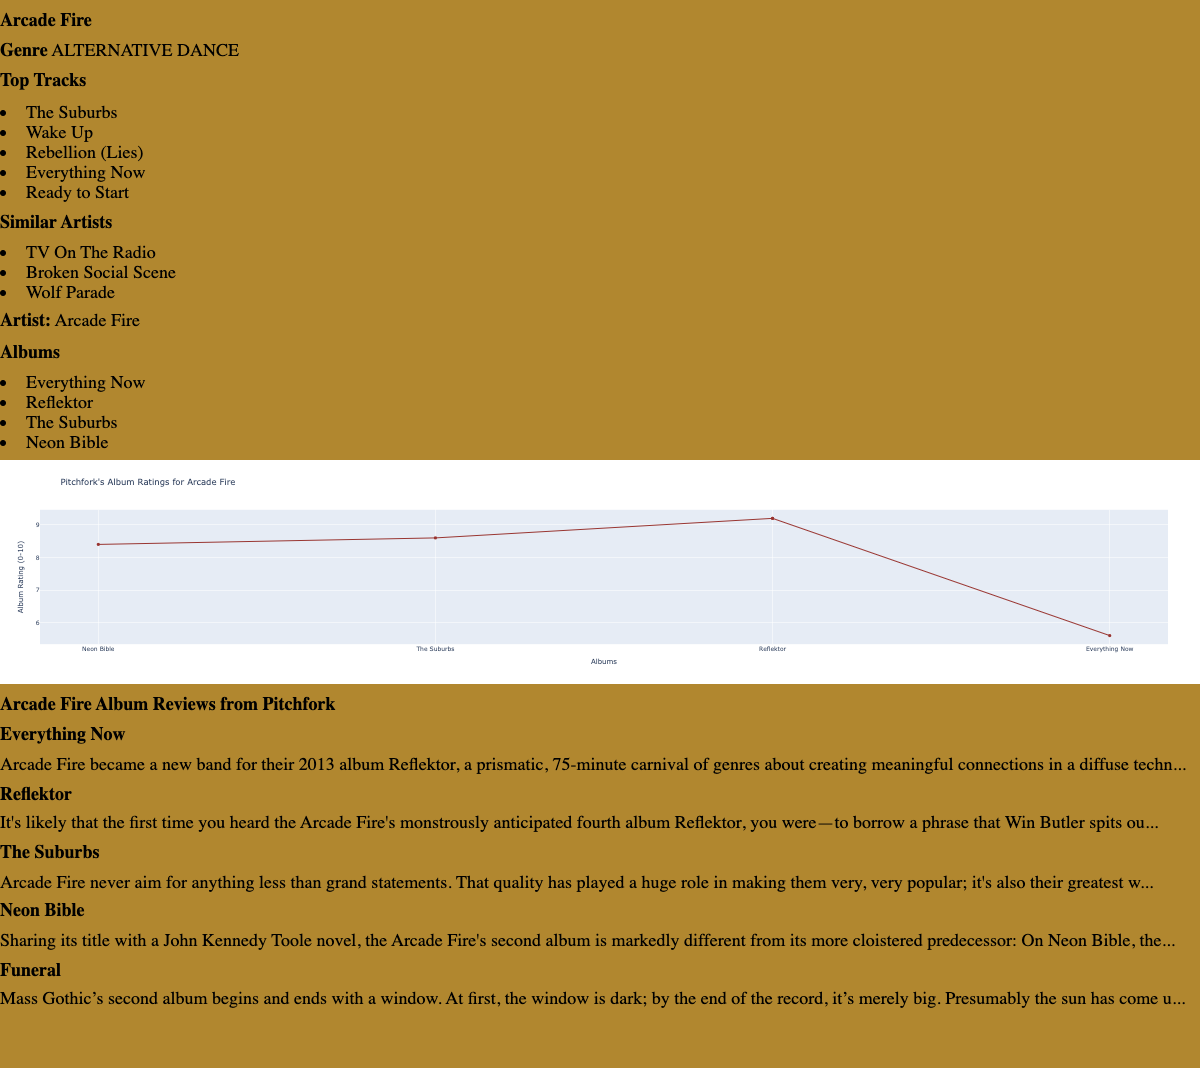 Arcade Fire
Genre ALTERNATIVE DANCE
Top Tracks
The Suburbs
Wake Up
Rebellion (Lies)
Everything Now
Ready to Start
Similar Artists
TV On The Radio
Broken Social Scene
Wolf Parade
Artist: Arcade Fire
Albums
Everything Now
Reflektor
The Suburbs
Neon Bible
Pitchfork's Album Ratings for Arcade Fire
Album Rating (0-10)
9
8
7
6
Neon Bible The Suburbs Reflektor Everything Now
Albums
Arcade Fire Album Reviews from Pitchfork
Everything Now
Arcade Fire became a new band for their 2013 album Reflektor, a prismatic, 75-minute carnival of genres about creating meaningful connections in a diffuse techn...
Reflektor
It's likely that the first time you heard the Arcade Fire's monstrously anticipated fourth album Reflektor, you were—to borrow a phrase that Win Butler spits ou...
The Suburbs
Arcade Fire never aim for anything less than grand statements. That quality has played a huge role in making them very, very popular; it's also their greatest w...
Neon Bible
Sharing its title with a John Kennedy Toole novel, the Arcade Fire's second album is markedly different from its more cloistered predecessor: On Neon Bible, the...
Funeral
Mass Gothic’s second album begins and ends with a window. At first, the window is dark; by the end of the record, it’s merely big. Presumably the sun has come u...